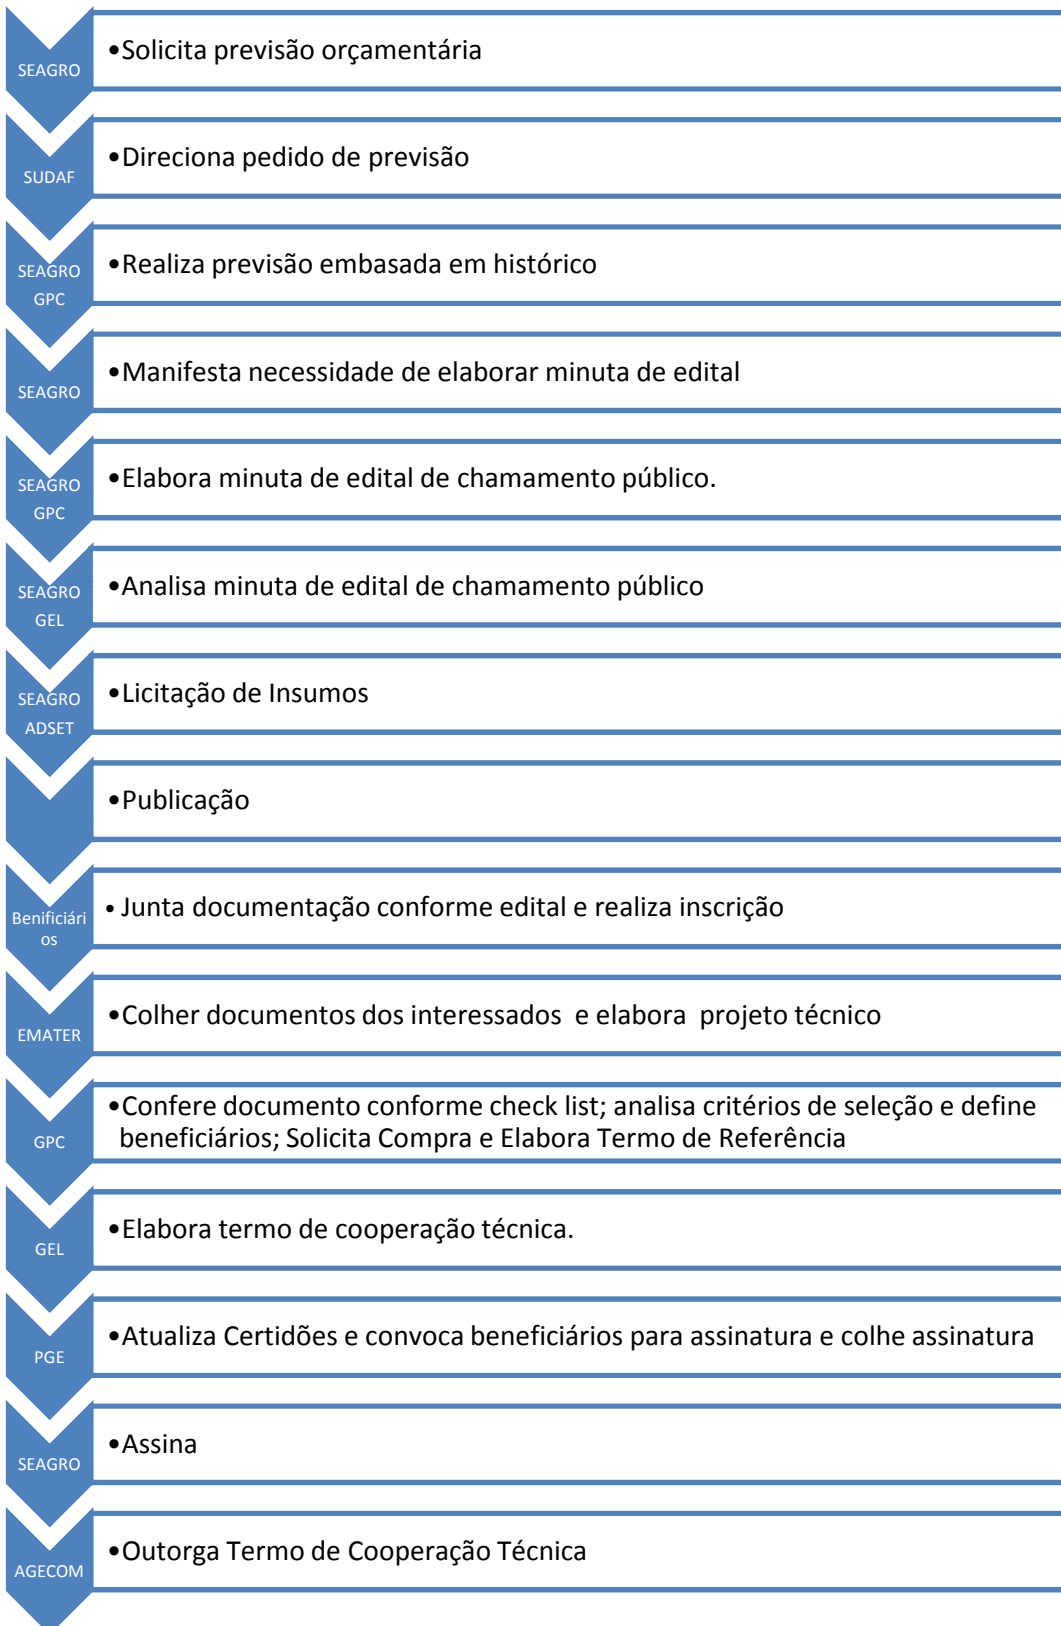 SEAGRO
•Solicita previsão orçamentária
SUDAF
•Direciona pedido de previsão
SEAGRO
GPC
•Realiza previsão embasada em histórico
SEAGRO
•Manifesta necessidade de elaborar minuta de edital
SEAGRO
GPC
•Elabora minuta de edital de chamamento público.
SEAGRO
GEL
•Analisa minuta de edital de chamamento público
SEAGRO
ADSET
•Licitação de Insumos
•Publicação
Benificiári
os
• Junta documentação conforme edital e realiza inscrição
EMATER
•Colher documentos dos interessados  e elabora  projeto técnico
GPC
•Confere documento conforme check list; analisa critérios de seleção e define
beneficiários; Solicita Compra e Elabora Termo de Referência
GEL
•Elabora termo de cooperação técnica.
PGE
•Atualiza Certidões e convoca beneficiários para assinatura e colhe assinatura
SEAGRO
•Assina
AGECOM
•Outorga Termo de Cooperação Técnica